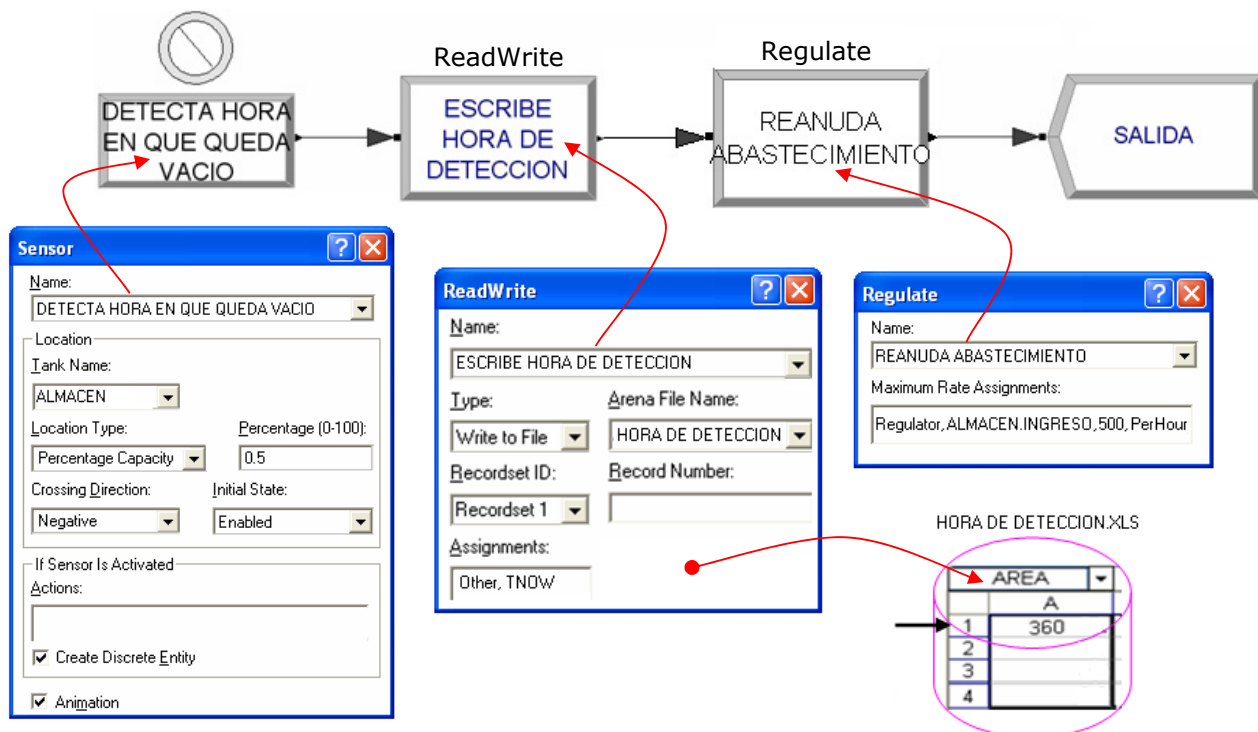 ReadWrite
Regulate
DETECTA HORA
EN QUE QUEDA
VACIO
ESCRIBE
HORA DE
DETECCION
REANUDA
ABASTECIMIENTO
SALIDA
Sensor
Name:
DETECTA HORA EN QUE QUEDA VACIO
Location
Tank Name:
ALMACEN
Location Type:
Percentage (0-100):
Percentage Capacity
0.5
Crossing Direction:
Initial State:
Negative
Enabled
If Sensor Is Activated
Actions:
Create Discrete Entity
Animation
ReadWrite
Name:
ESCRIBE HORA DE DETECCION
Type:
Arena File Name:
Write to File
HORA DE DETECCION
Recordset ID:
Record Number:
Recordset 1
Assignments:
Other, TNOW
Regulate
Name:
REANUDA ABASTECIMIENTO
Maximum Rate Assignments:
Regulator, ALMACEN.INGRESO,500, PerHour
HORA DE DETECCION.XLS
AREA
A
1 360
2
3
4